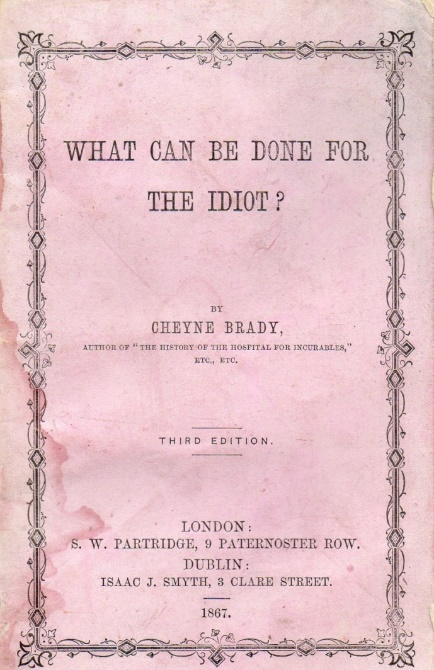 WHAT CAN BE DONE FOR
THE IDIOT?
BY
CHEYNE BRADY,
AUTHOR OF "THE HISTORY OF THE HOSPITAL FOR INCURABLES,"
ETC., ETC.
THIRD EDITION.
LONDON:
S. W. PARTRIDGE, 9 PATERNOSTER ROW.
DUBLIN:
ISAAC J. SMYTH, 3 CLARE STREET.
1867.